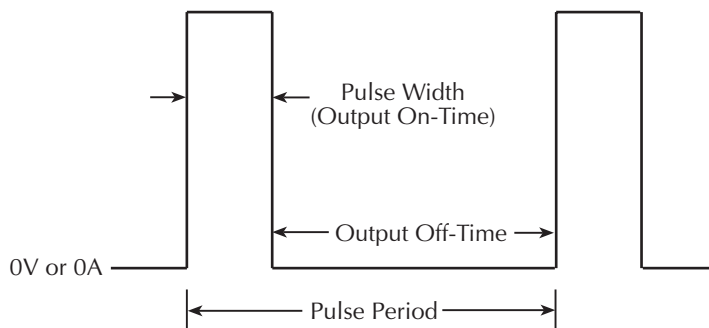 Pulse Width
(Output On-Time)
Output Off-Time
0V or 0A
Pulse Period